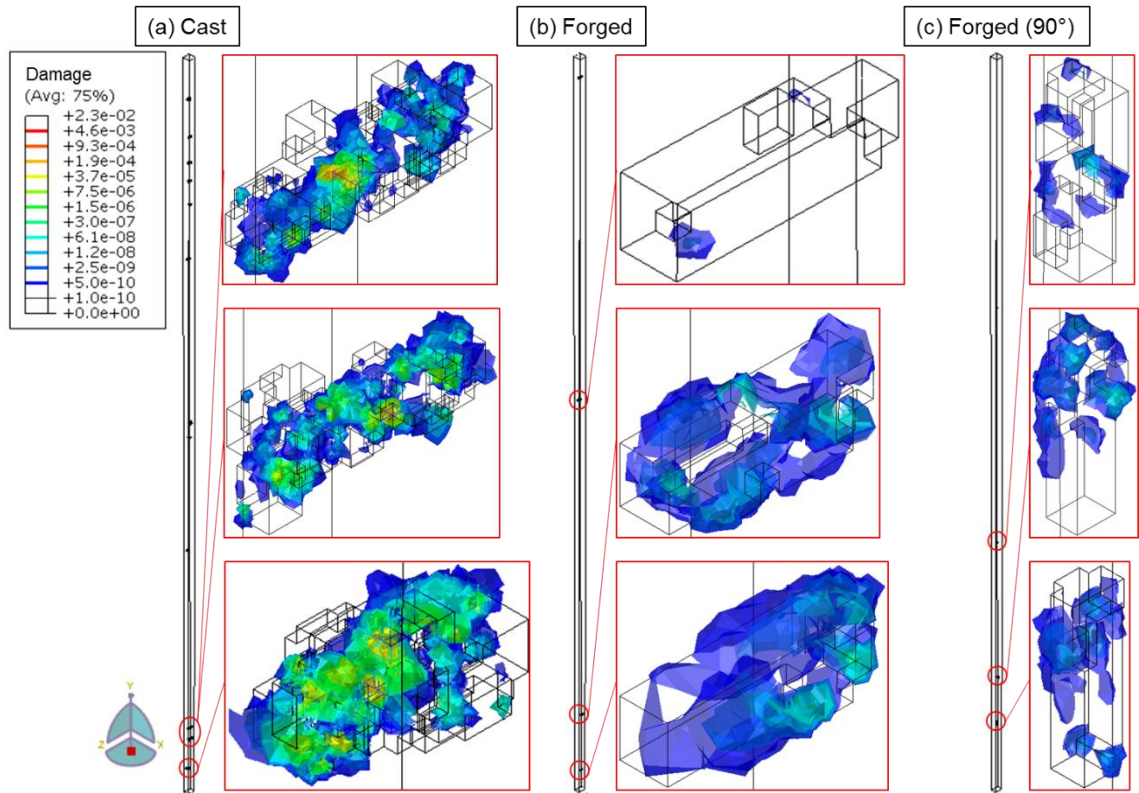 (a) Cast
(b) Forged
(c) Forged (90°)
Damage
(Avg: 75%)
+2.3e-02
+4.6e-03
+9.3e-04
+1.9e-04
+3.7e-05
+7.5e-06
+1.5e-06
+3.0e-07
+6.1e-08
+1.2e-08
+2.5e-09
+5.0e-10
+1.0e-10
+0.0e+00
Y
Z
X